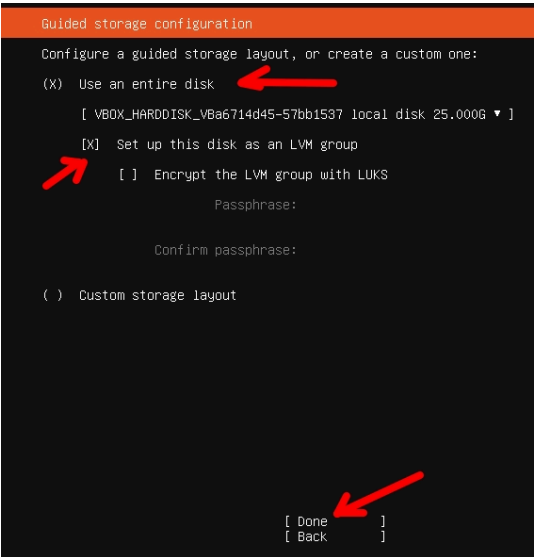 Guided storage configuration
Configure a guided storage layout, or create a custom one:
(X) Use an entire disk
[ VBOX_HARDDISK_VBa6714d45-57bb1537 local disk 25.000G ▾ ]
[X] Set up this disk as an LVM group
[ ] Encrypt the LVM group with LUKS
Passphrase:
Confirm passphrase:
( ) Custom storage layout
[ Done ]
[ Back ]